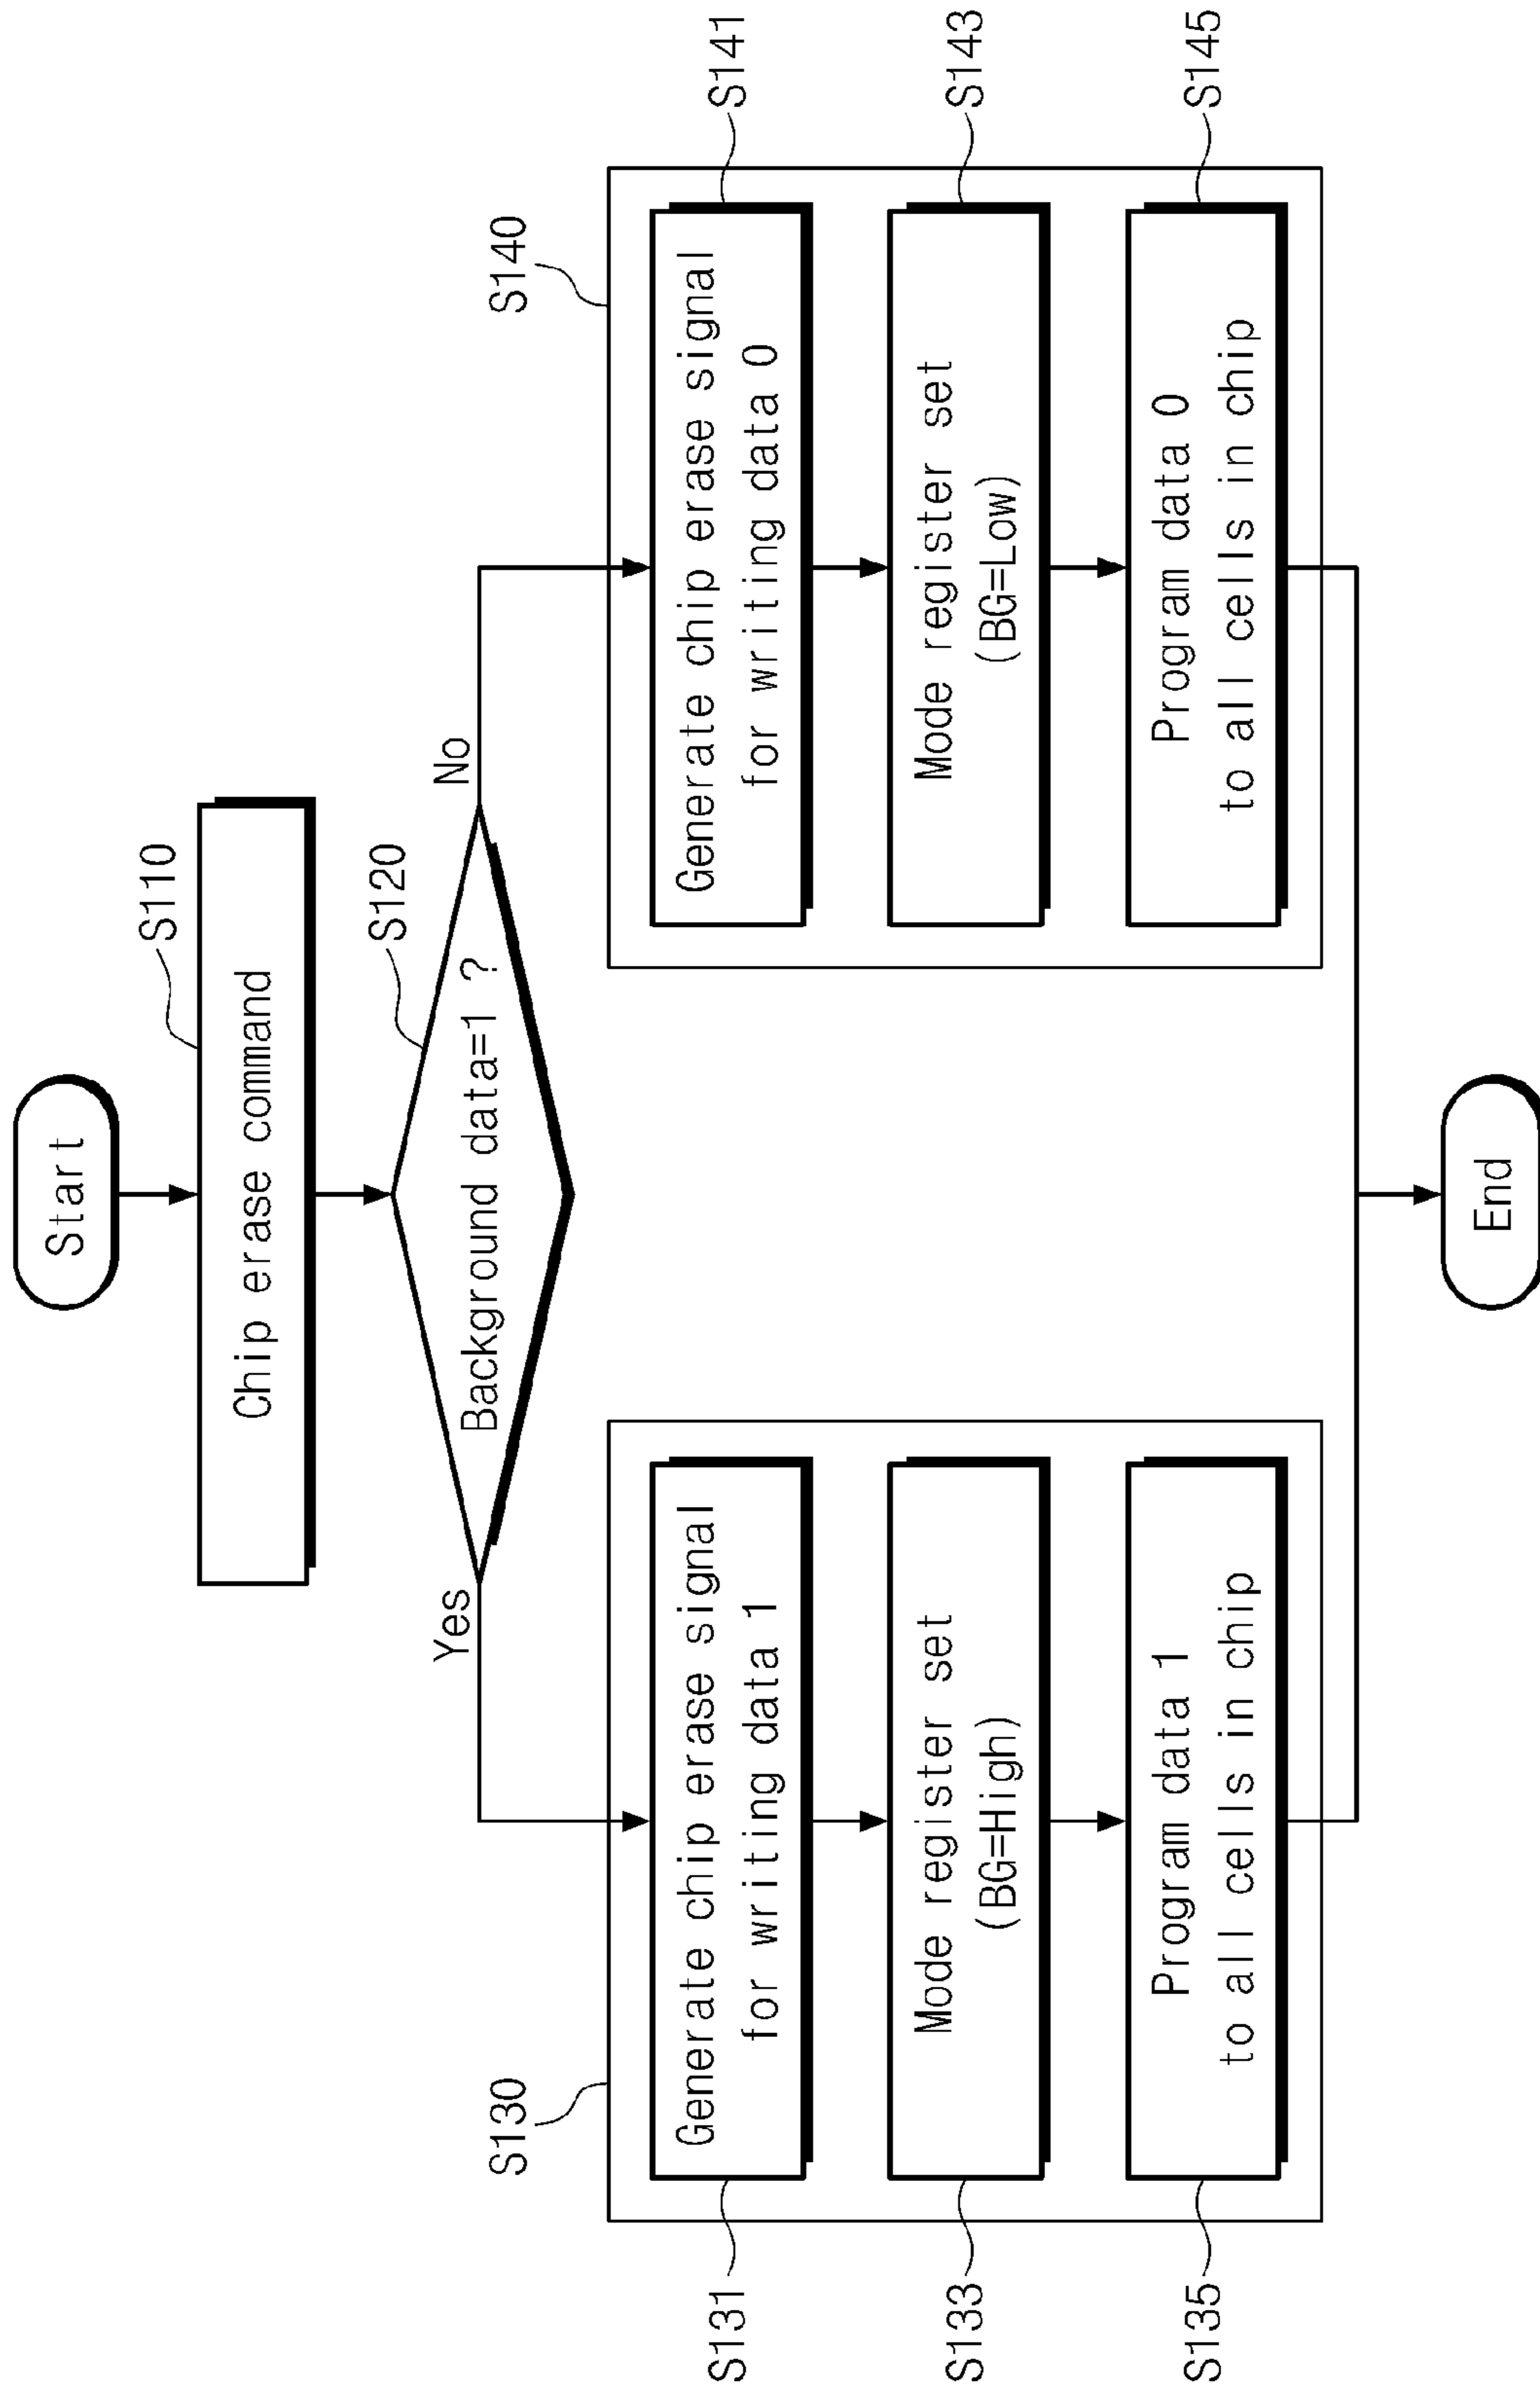 Start
S110
Chip erase command
S120
Background data=1 ?
Yes
No
S130
S140
S131
Generate chip erase signal
for writing data 1
Generate chip erase signal
for writing data 0
S141
S133
Mode register set
(BG=High)
Mode register set
(BG=Low)
S143
S135
Program data 1
to all cells in chip
Program data 0
to all cells in chip
S145
End